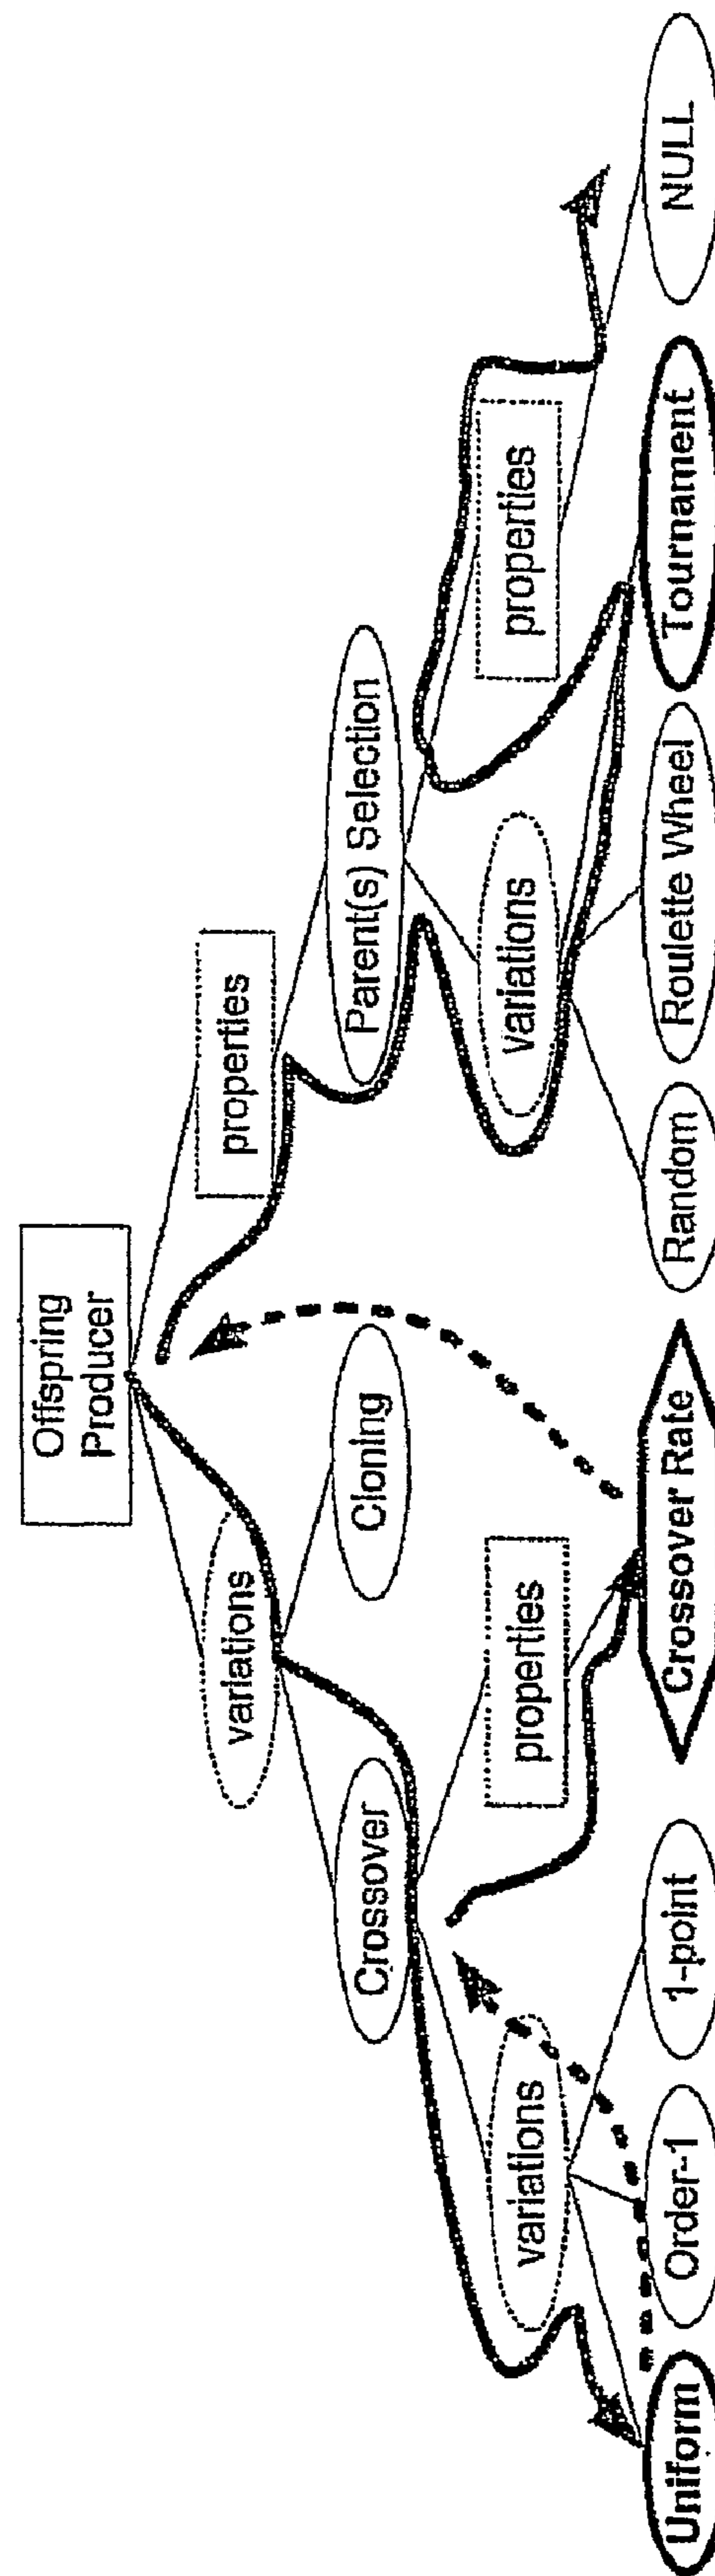 Offspring
Producer
variations
properties
Crossover
Cloning
Parent(s) Selection
variations
properties
variations
properties
Uniform
Order-1
1-point
Crossover Rate
Random
Roulette Wheel
Tournament
NULL